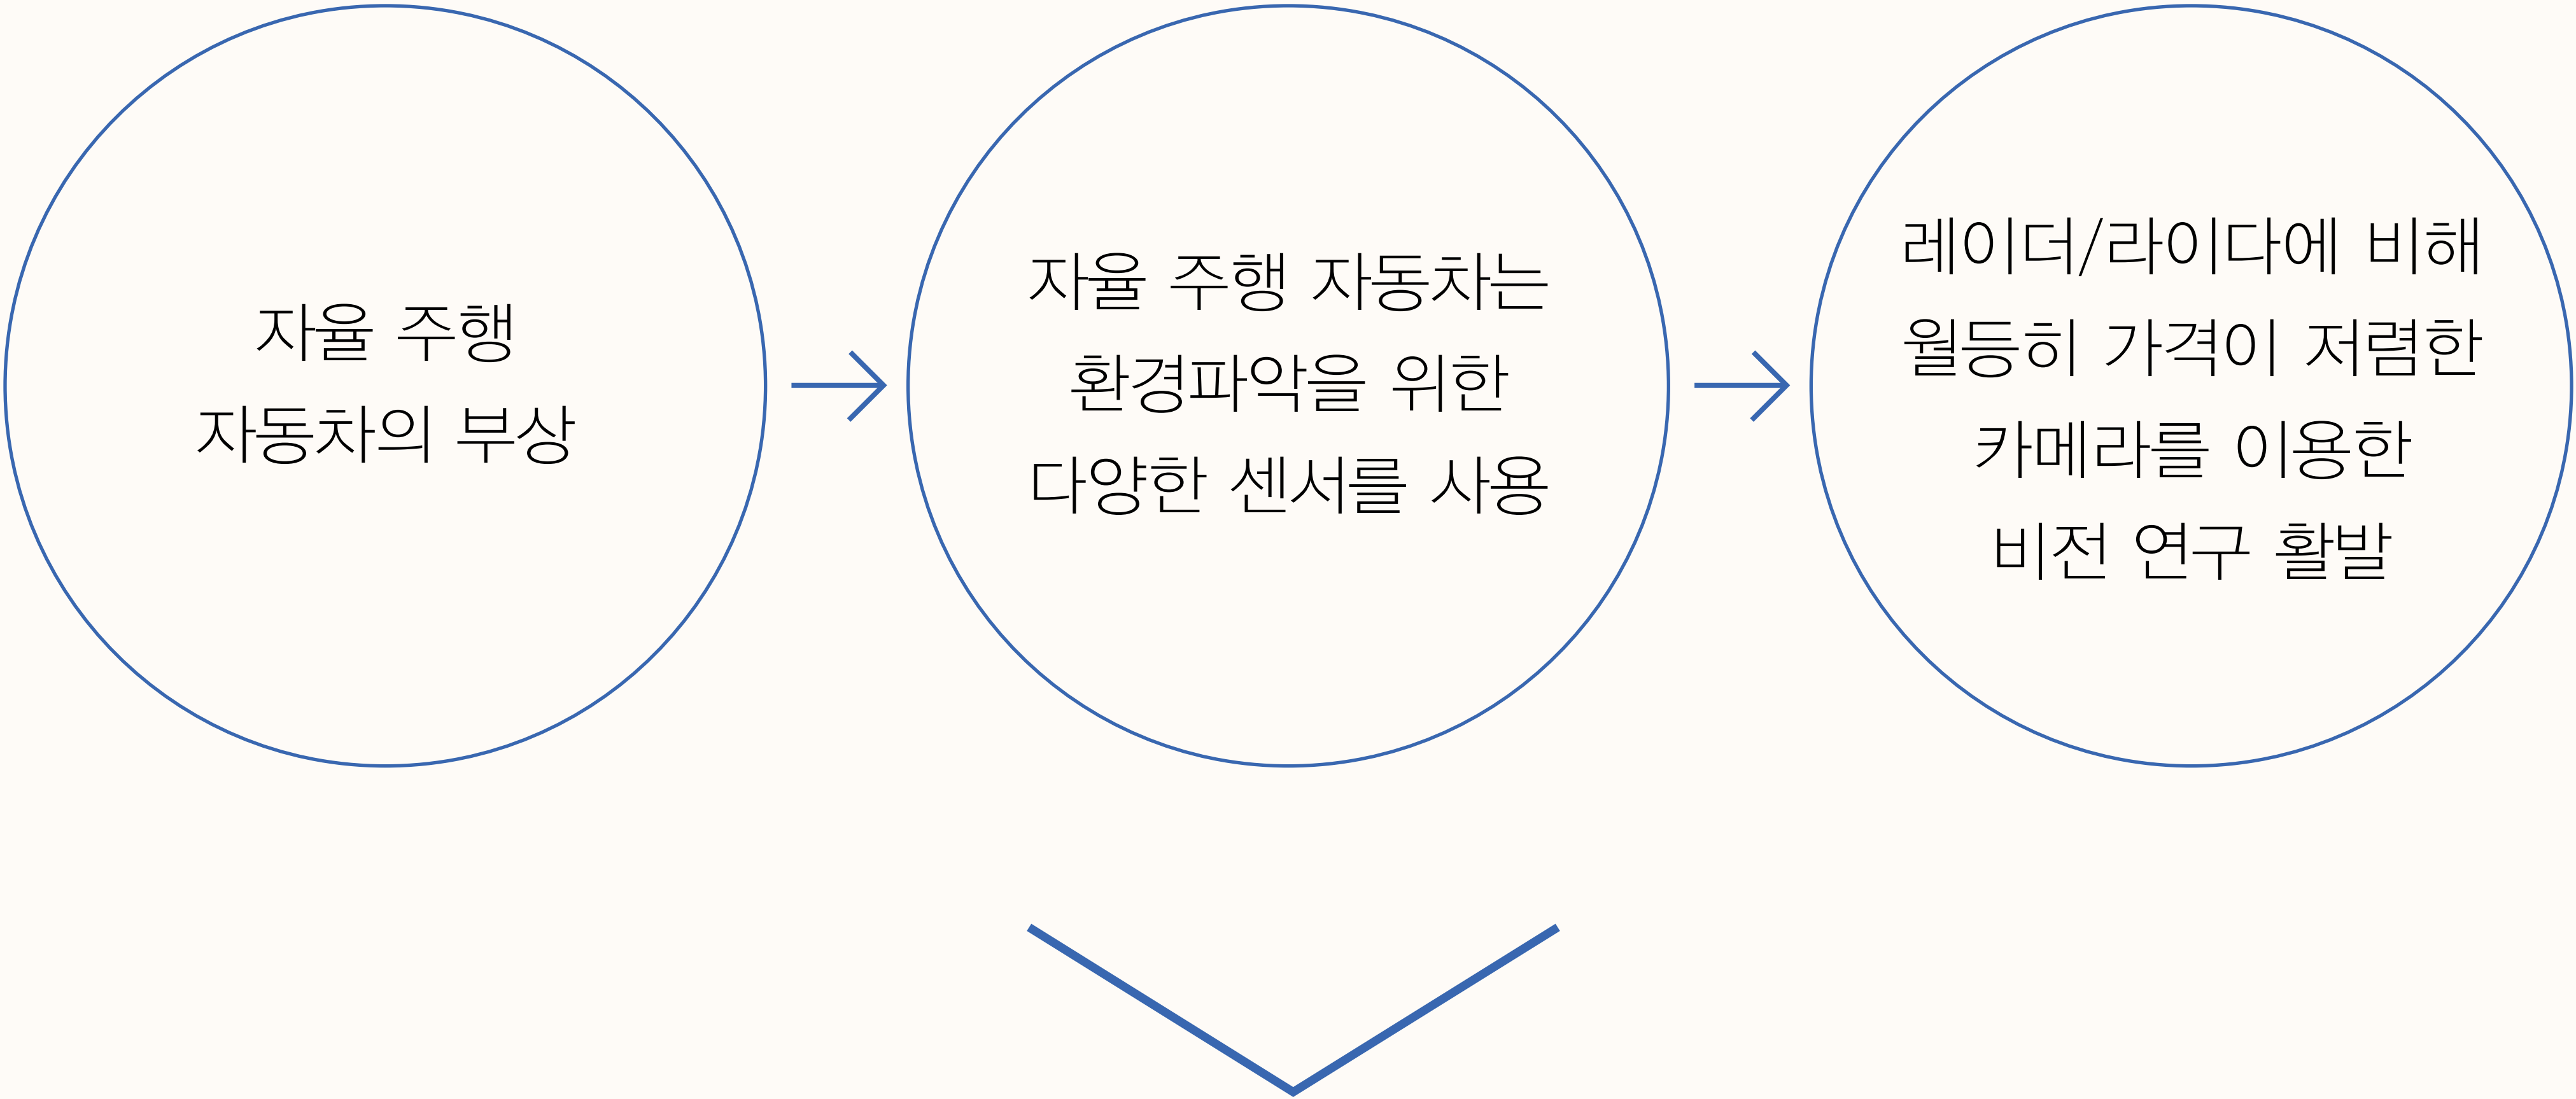 자율 주행
자동차의 부상
자율 주행 자동차는
환경파악을 위한
다양한 센서를 사용
레이더/라이다에 비해
월등히 가격이 저렴한
카메라를 이용한
비전 연구 활발